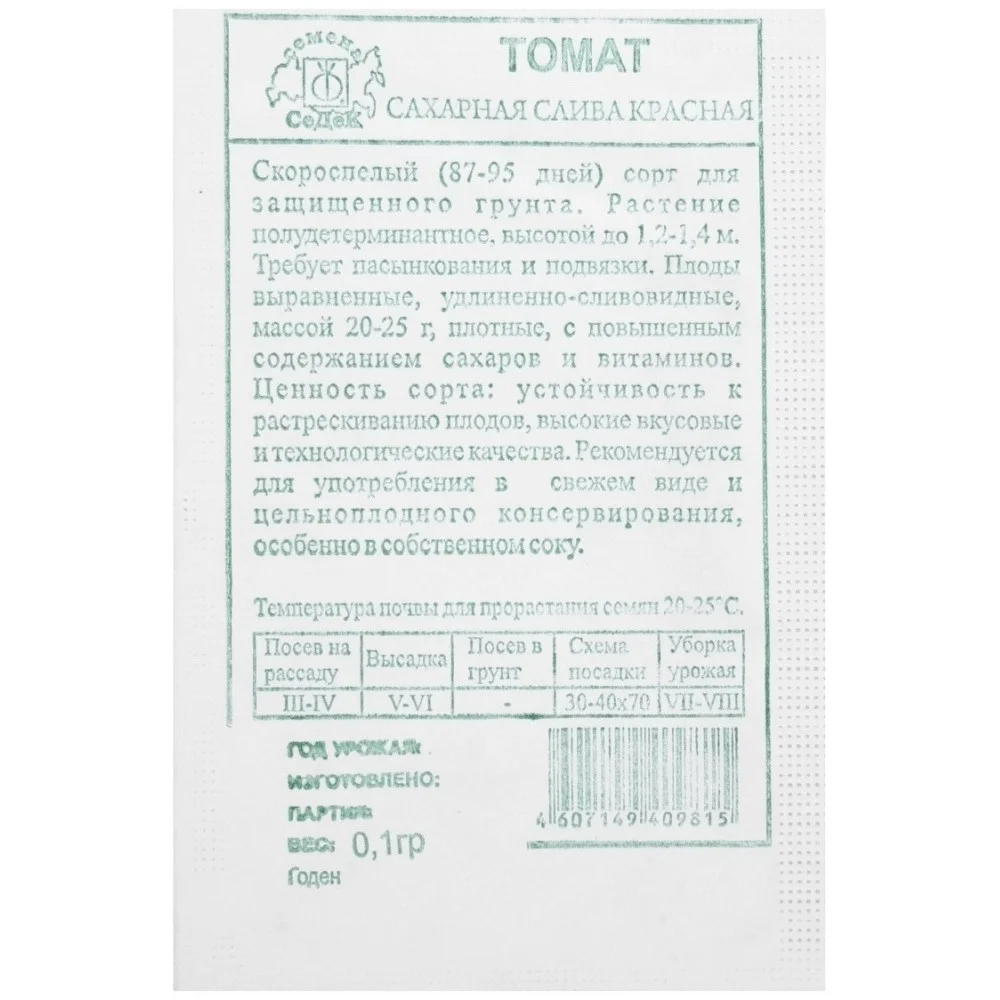 семена
СеДеК
ТОМАТ
САХАРНАЯ СЛИВА КРАСНАЯ
Скороспелый (87-95 дней) сорт для
защищенного грунта. Растение
полудетерминантное, высотой до 1,2-1,4 м.
Требует пасынкования и подвязки. Плоды
выравненные, удлиненно-сливовидные,
массой 20-25 г, плотные, с повышенным
содержанием сахаров и витаминов.
Ценность сорта: устойчивость к
растрескиванию плодов, высокие вкусовые
и технологические качества. Рекомендуется
для употребления в свежем виде и
цельноплодного консервирования,
особенно в собственном соку.
Температура почвы для прорастания семян 20-25°С.
Посев на рассаду Высадка Посев в грунт Схема посадки Уборка урожая
III-IV V-VI - 30-40х70 VII-VIII
ГОД УРОЖАЯ:
ИЗГОТОВЛЕНО:
ПАРТИЯ:
ВЕС: 0,1гр
Годен
4 607149 409815